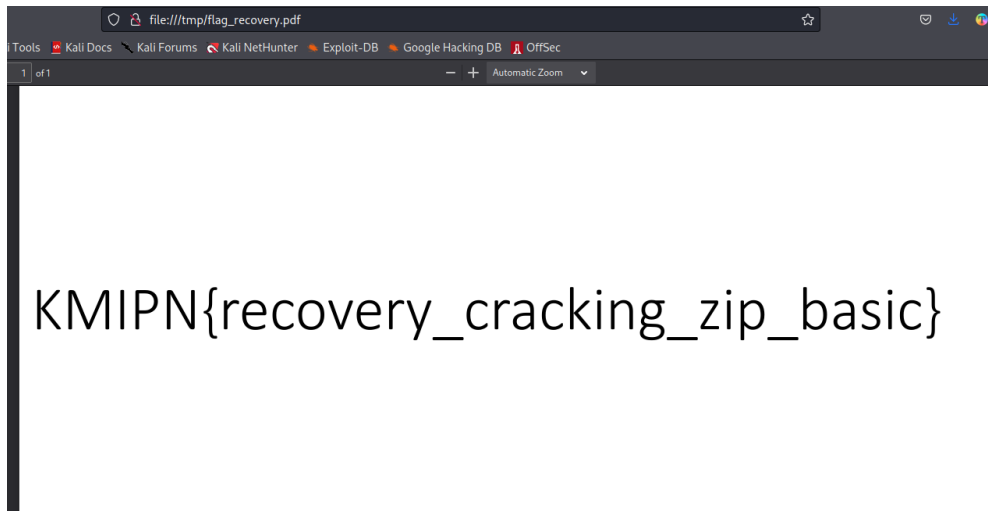 file:///tmp/flag_recovery.pdf
i Tools Kali Docs Kali Forums Kali NetHunter Exploit-DB Google Hacking DB OffSec
1 of 1 Automatic Zoom
KMIPN{recovery_cracking_zip_basic}